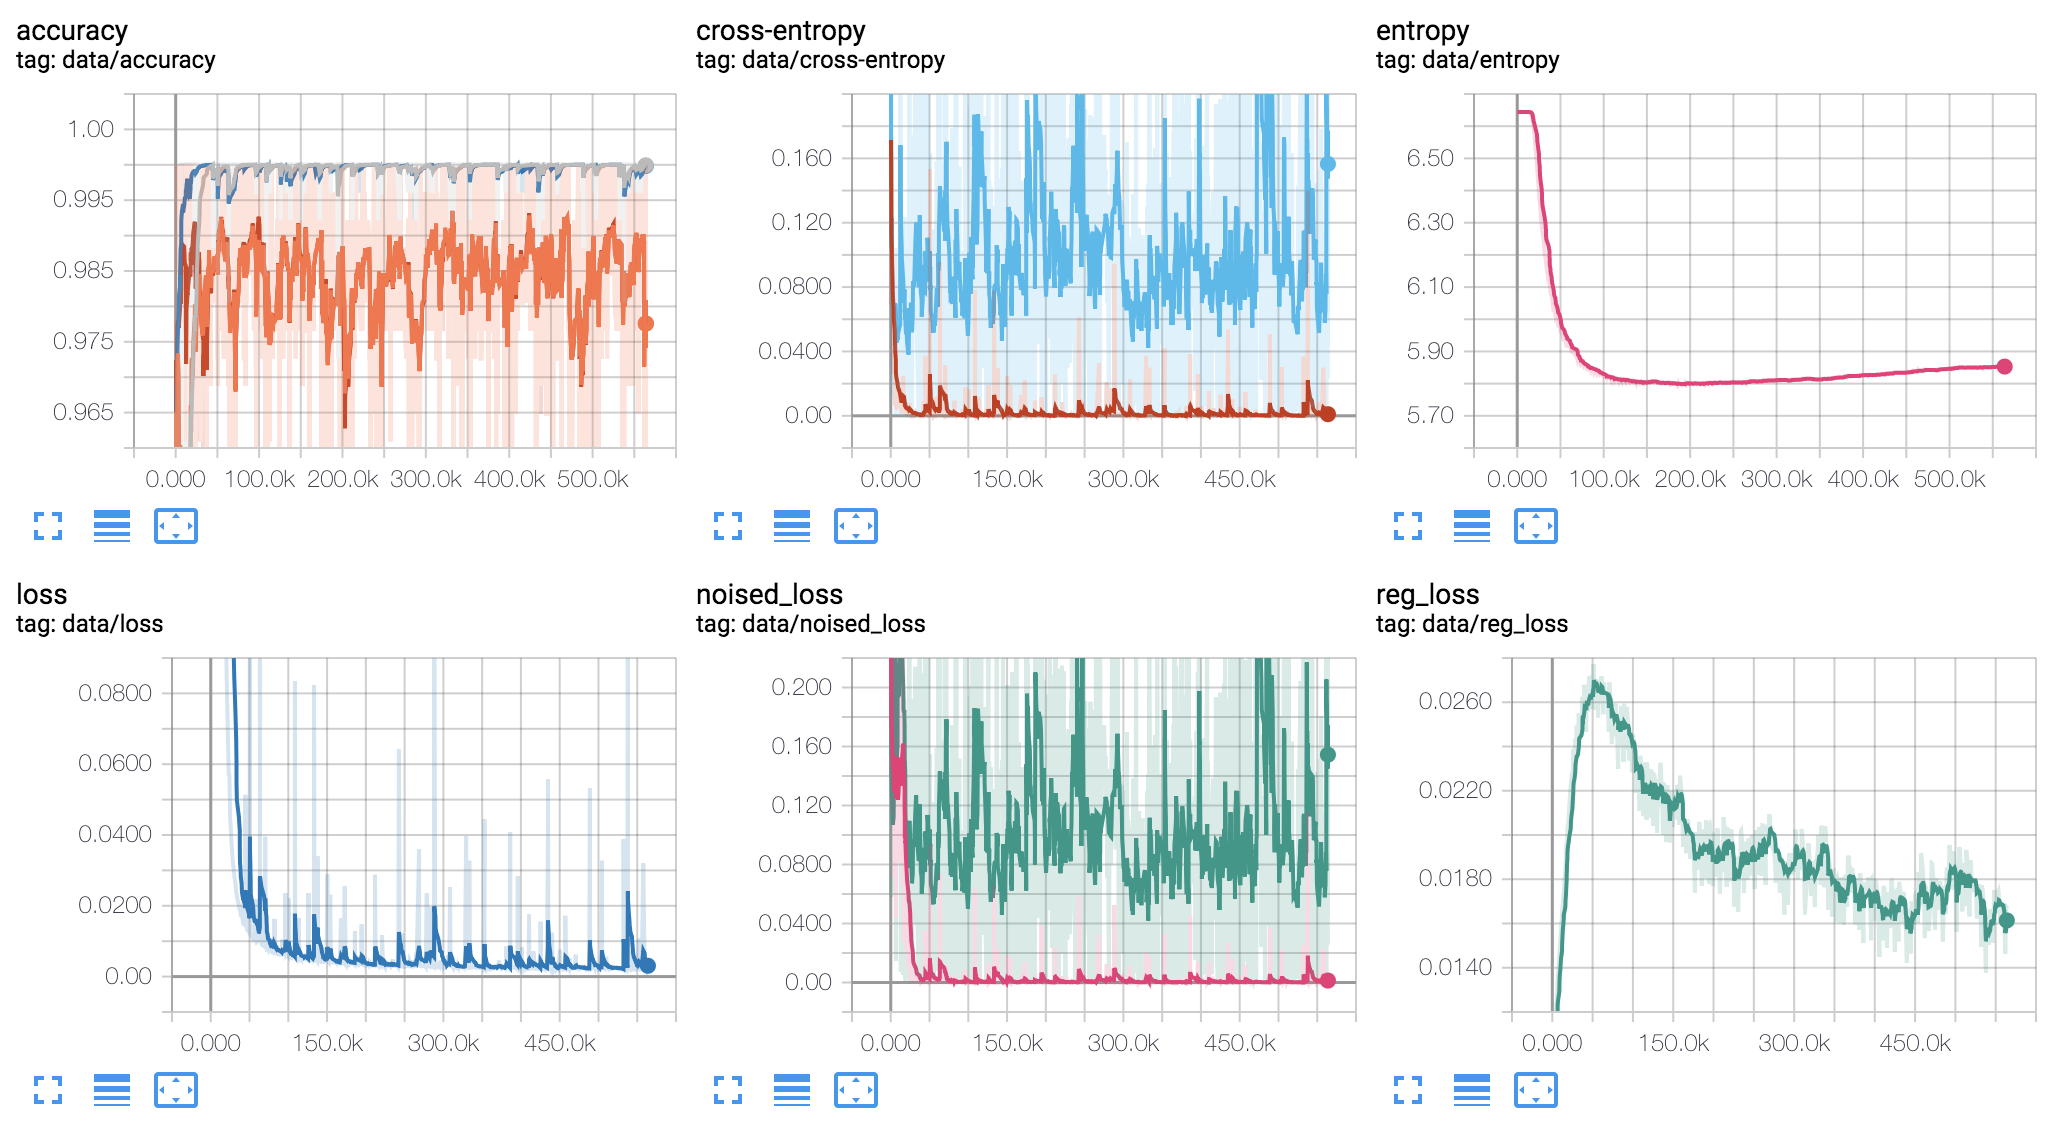 accuracy
tag: data/accuracy
1.00
0.995
0.985
0.975
0.965
0.000 100.0k 200.0k 300.0k 400.0k 500.0k
cross-entropy
tag: data/cross-entropy
0.160
0.120
0.0800
0.0400
0.00
0.000 150.0k 300.0k 450.0k
entropy
tag: data/entropy
6.50
6.30
6.10
5.90
5.70
0.000 100.0k 200.0k 300.0k 400.0k 500.0k
loss
tag: data/loss
0.0800
0.0600
0.0400
0.0200
0.00
0.000 150.0k 300.0k 450.0k
noised_loss
tag: data/noised_loss
0.200
0.160
0.120
0.0800
0.0400
0.00
0.000 150.0k 300.0k 450.0k
reg_loss
tag: data/reg_loss
0.0260
0.0220
0.0180
0.0140
0.000 150.0k 300.0k 450.0k